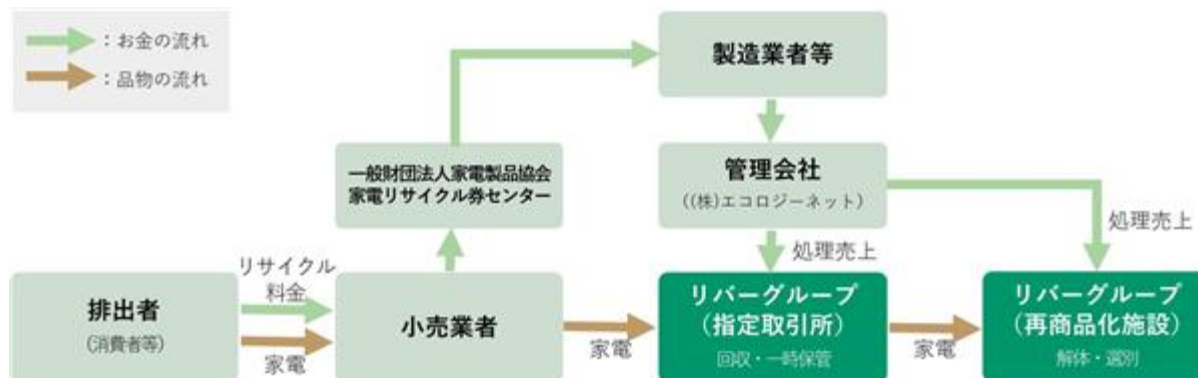 ：お金の流れ
：品物の流れ
製造業者等
一般財団法人家電製品協会
家電リサイクル券センター
管理会社
((株)エコロジーネット)
処理売上
処理売上
リサイクル
料金
排出者
(消費者等)
家電
小売業者
家電
リバーグループ
（指定取引所）
回収・一時保管
家電
リバーグループ
（再商品化施設）
解体・選別